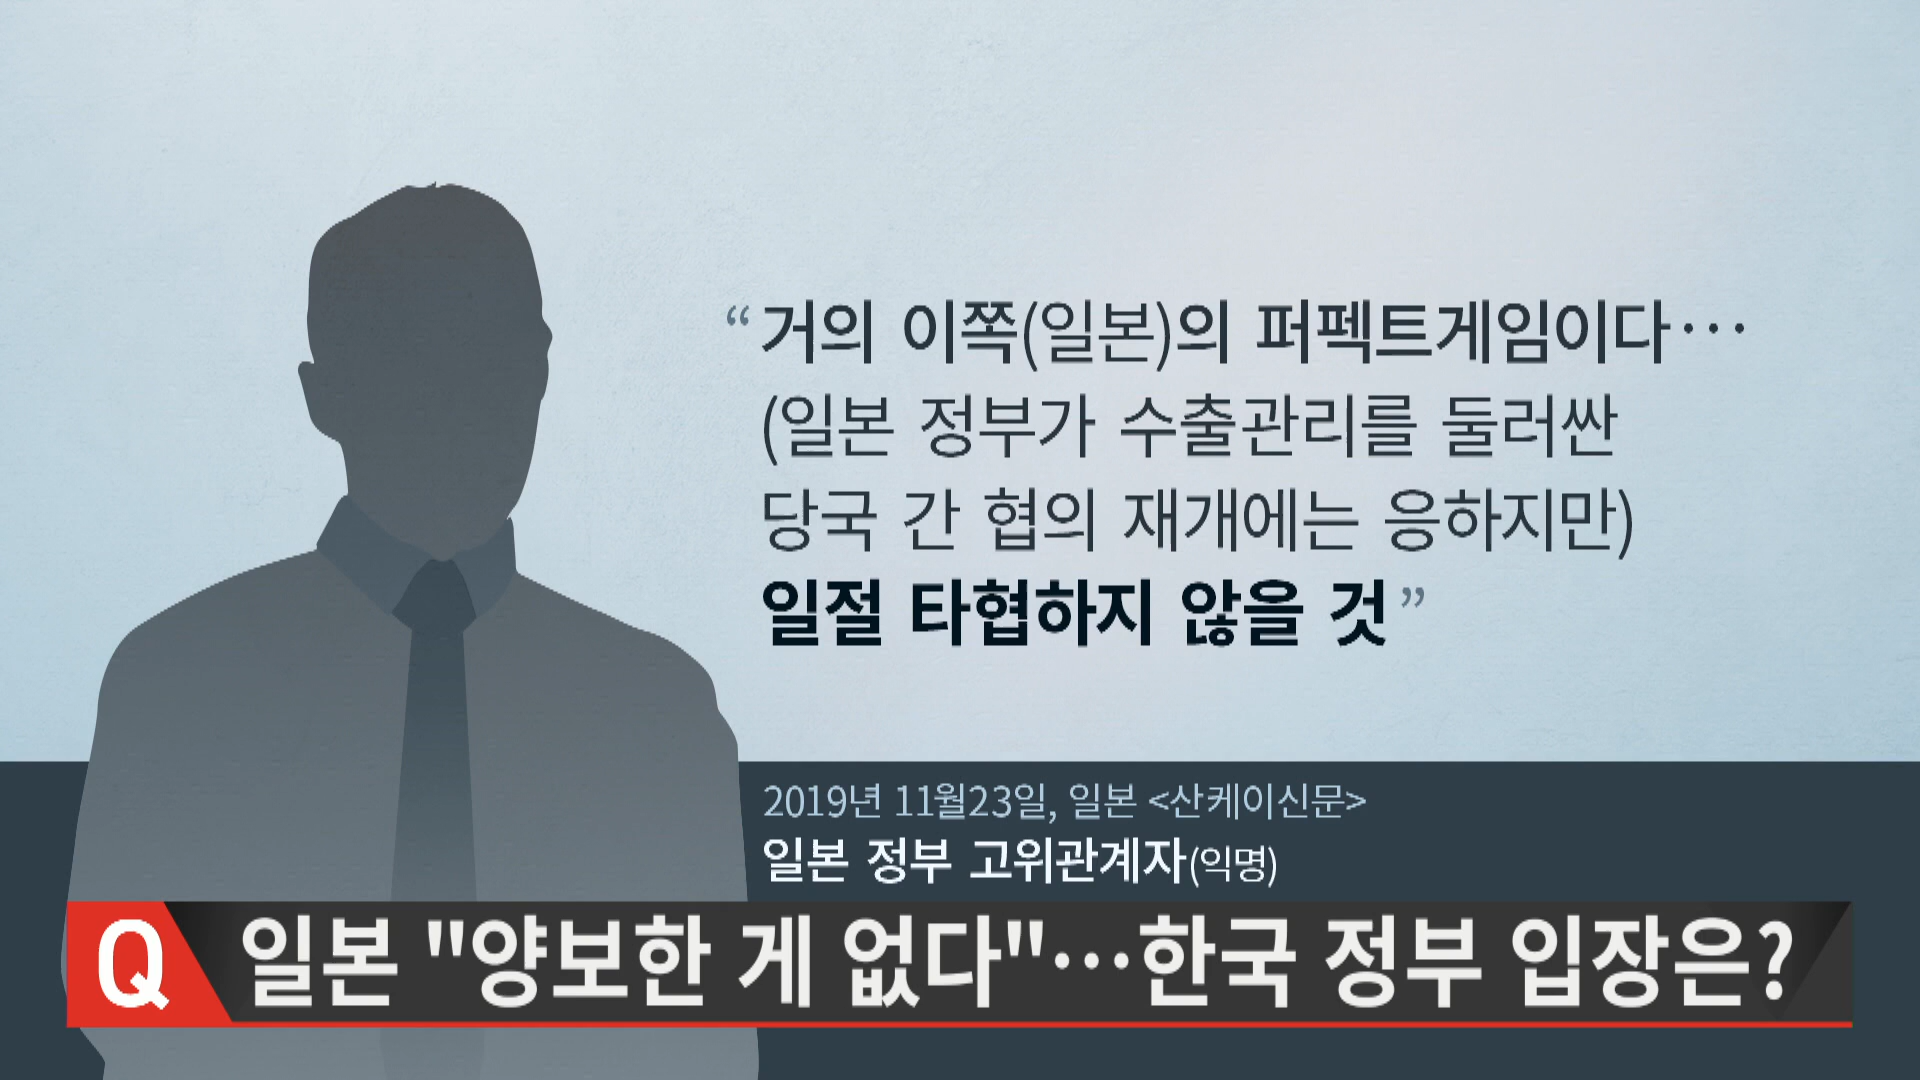 “거의 이쪽(일본)의 퍼펙트게임이다···
(일본 정부가 수출관리를 둘러싼
당국 간 협의 재개에는 응하지만)
일절 타협하지 않을 것”
2019년 11월23일, 일본 <산케이신문>
일본 정부 고위관계자(익명)
Q 일본 "양보한 게 없다"···한국 정부 입장은?